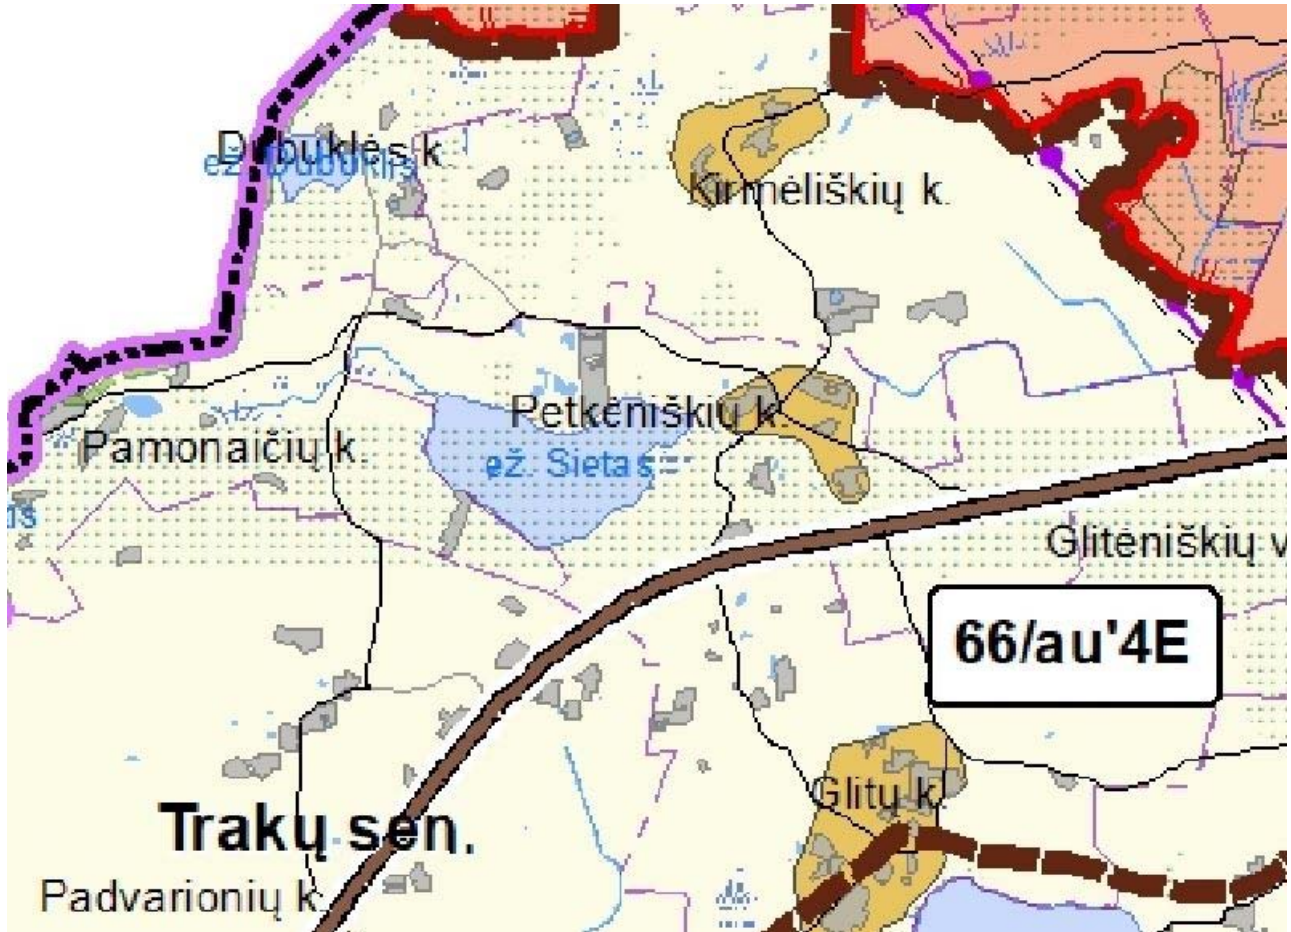 Dubuklės k.
ež. Dubuklis
Kirmėliškių k.
Petkėniškių k.
Pamonaičių k.
ež. Sietas
Glitėniškių v
66/au'4E
Glitų k.
Trakų sen.
Padvarionių k.